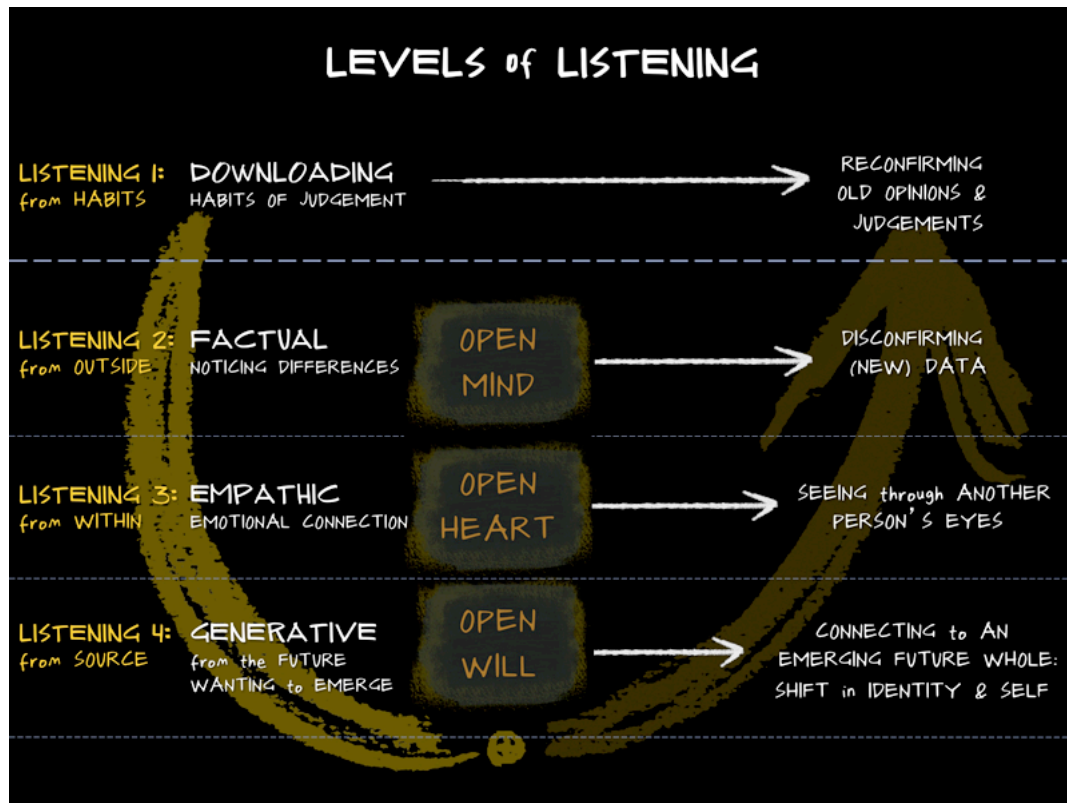 LEVELS of LISTENING
LISTENING 1:
from HABITS
DOWNLOADING
HABITS OF JUDGEMENT
RECONFIRMING
OLD OPINIONS &
JUDGEMENTS
LISTENING 2:
from OUTSIDE
FACTUAL
NOTICING DIFFERENCES
OPEN
MIND
DISCONFIRMING
(NEW) DATA
LISTENING 3:
from WITHIN
EMPATHIC
EMOTIONAL CONNECTION
OPEN
HEART
SEEING through ANOTHER
PERSON'S EYES
LISTENING 4:
from SOURCE
GENERATIVE
from the FUTURE
WANTING to EMERGE
OPEN
WILL
CONNECTING to AN
EMERGING FUTURE WHOLE:
SHIFT in IDENTITY & SELF